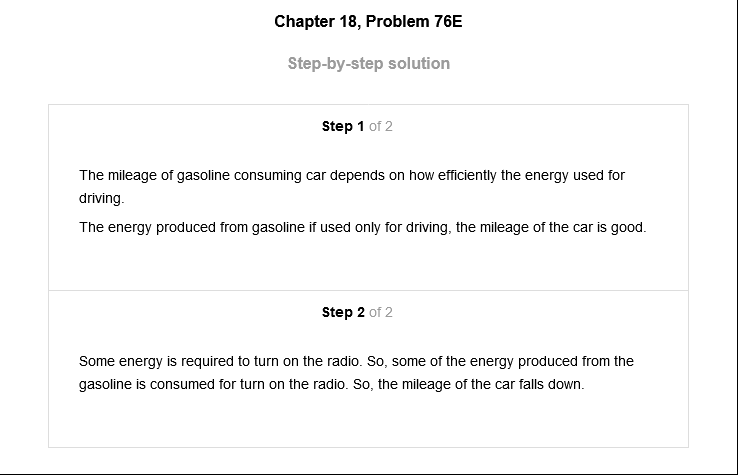 Chapter 18, Problem 76E
Step-by-step solution
Step 1 of 2
The mileage of gasoline consuming car depends on how efficiently the energy used for
driving.
The energy produced from gasoline if used only for driving, the mileage of the car is good.
Step 2 of 2
Some energy is required to turn on the radio. So, some of the energy produced from the
gasoline is consumed for turn on the radio. So, the mileage of the car falls down.